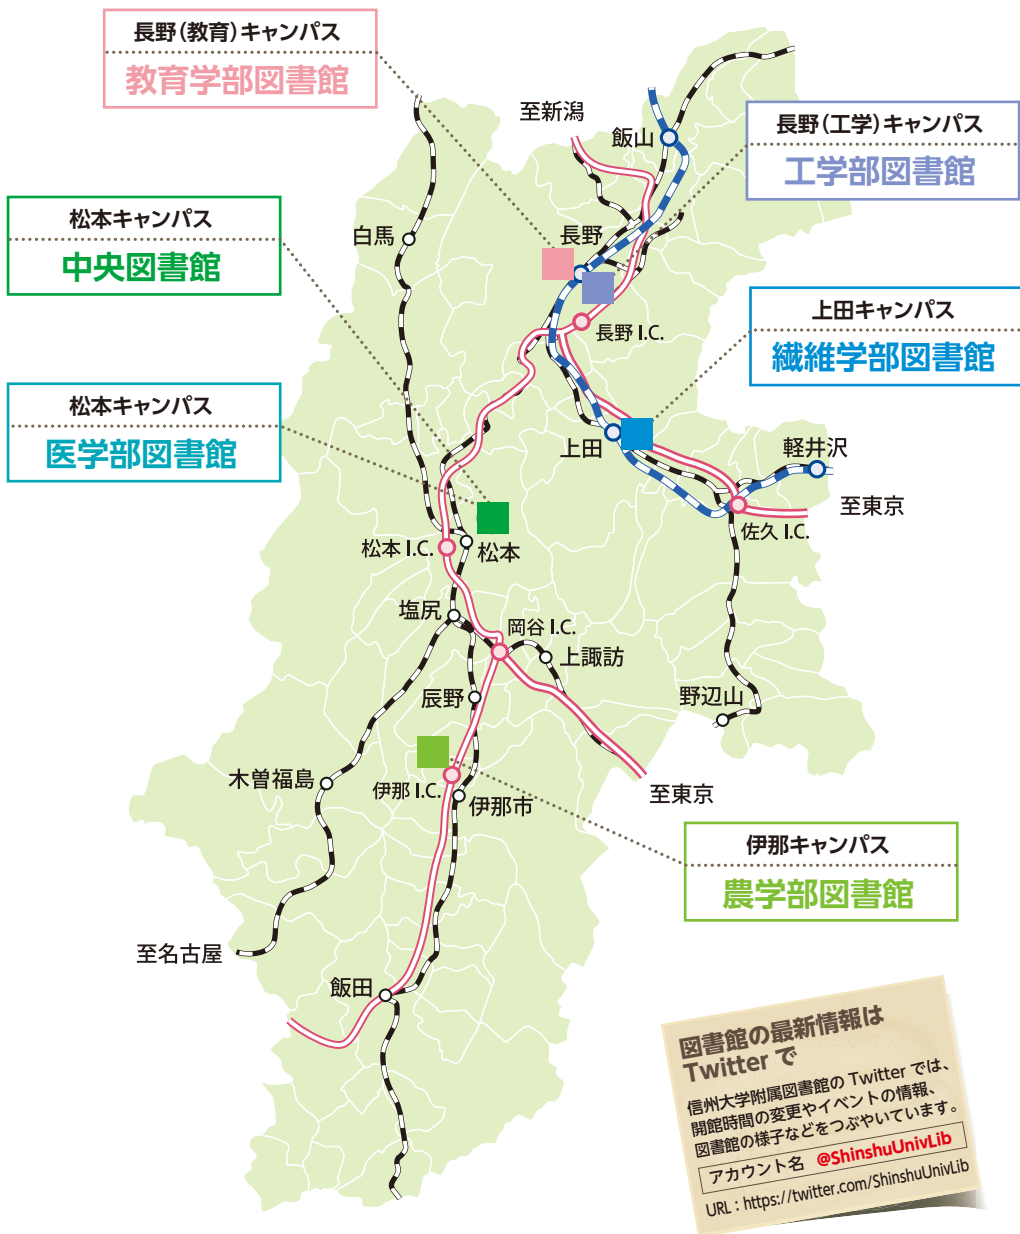 長野(教育)キャンパス
教育学部図書館
至新潟
飯山
長野(工学)キャンパス
工学部図書館
松本キャンパス
中央図書館
白馬
長野
長野 I.C.
上田キャンパス
繊維学部図書館
松本キャンパス
医学部図書館
上田
軽井沢
至東京
佐久 I.C.
松本 I.C.
松本
塩尻
岡谷 I.C.
上諏訪
辰野
野辺山
木曽福島
伊那 I.C.
伊那市
至東京
伊那キャンパス
農学部図書館
至名古屋
飯田
図書館の最新情報は
Twitter で
信州大学附属図書館の Twitter では、
開館時間の変更やイベントの情報、
図書館の様子などをつぶやいています。
アカウント名 @ShinshuUnivLib
URL : https://twitter.com/ShinshuUnivLib